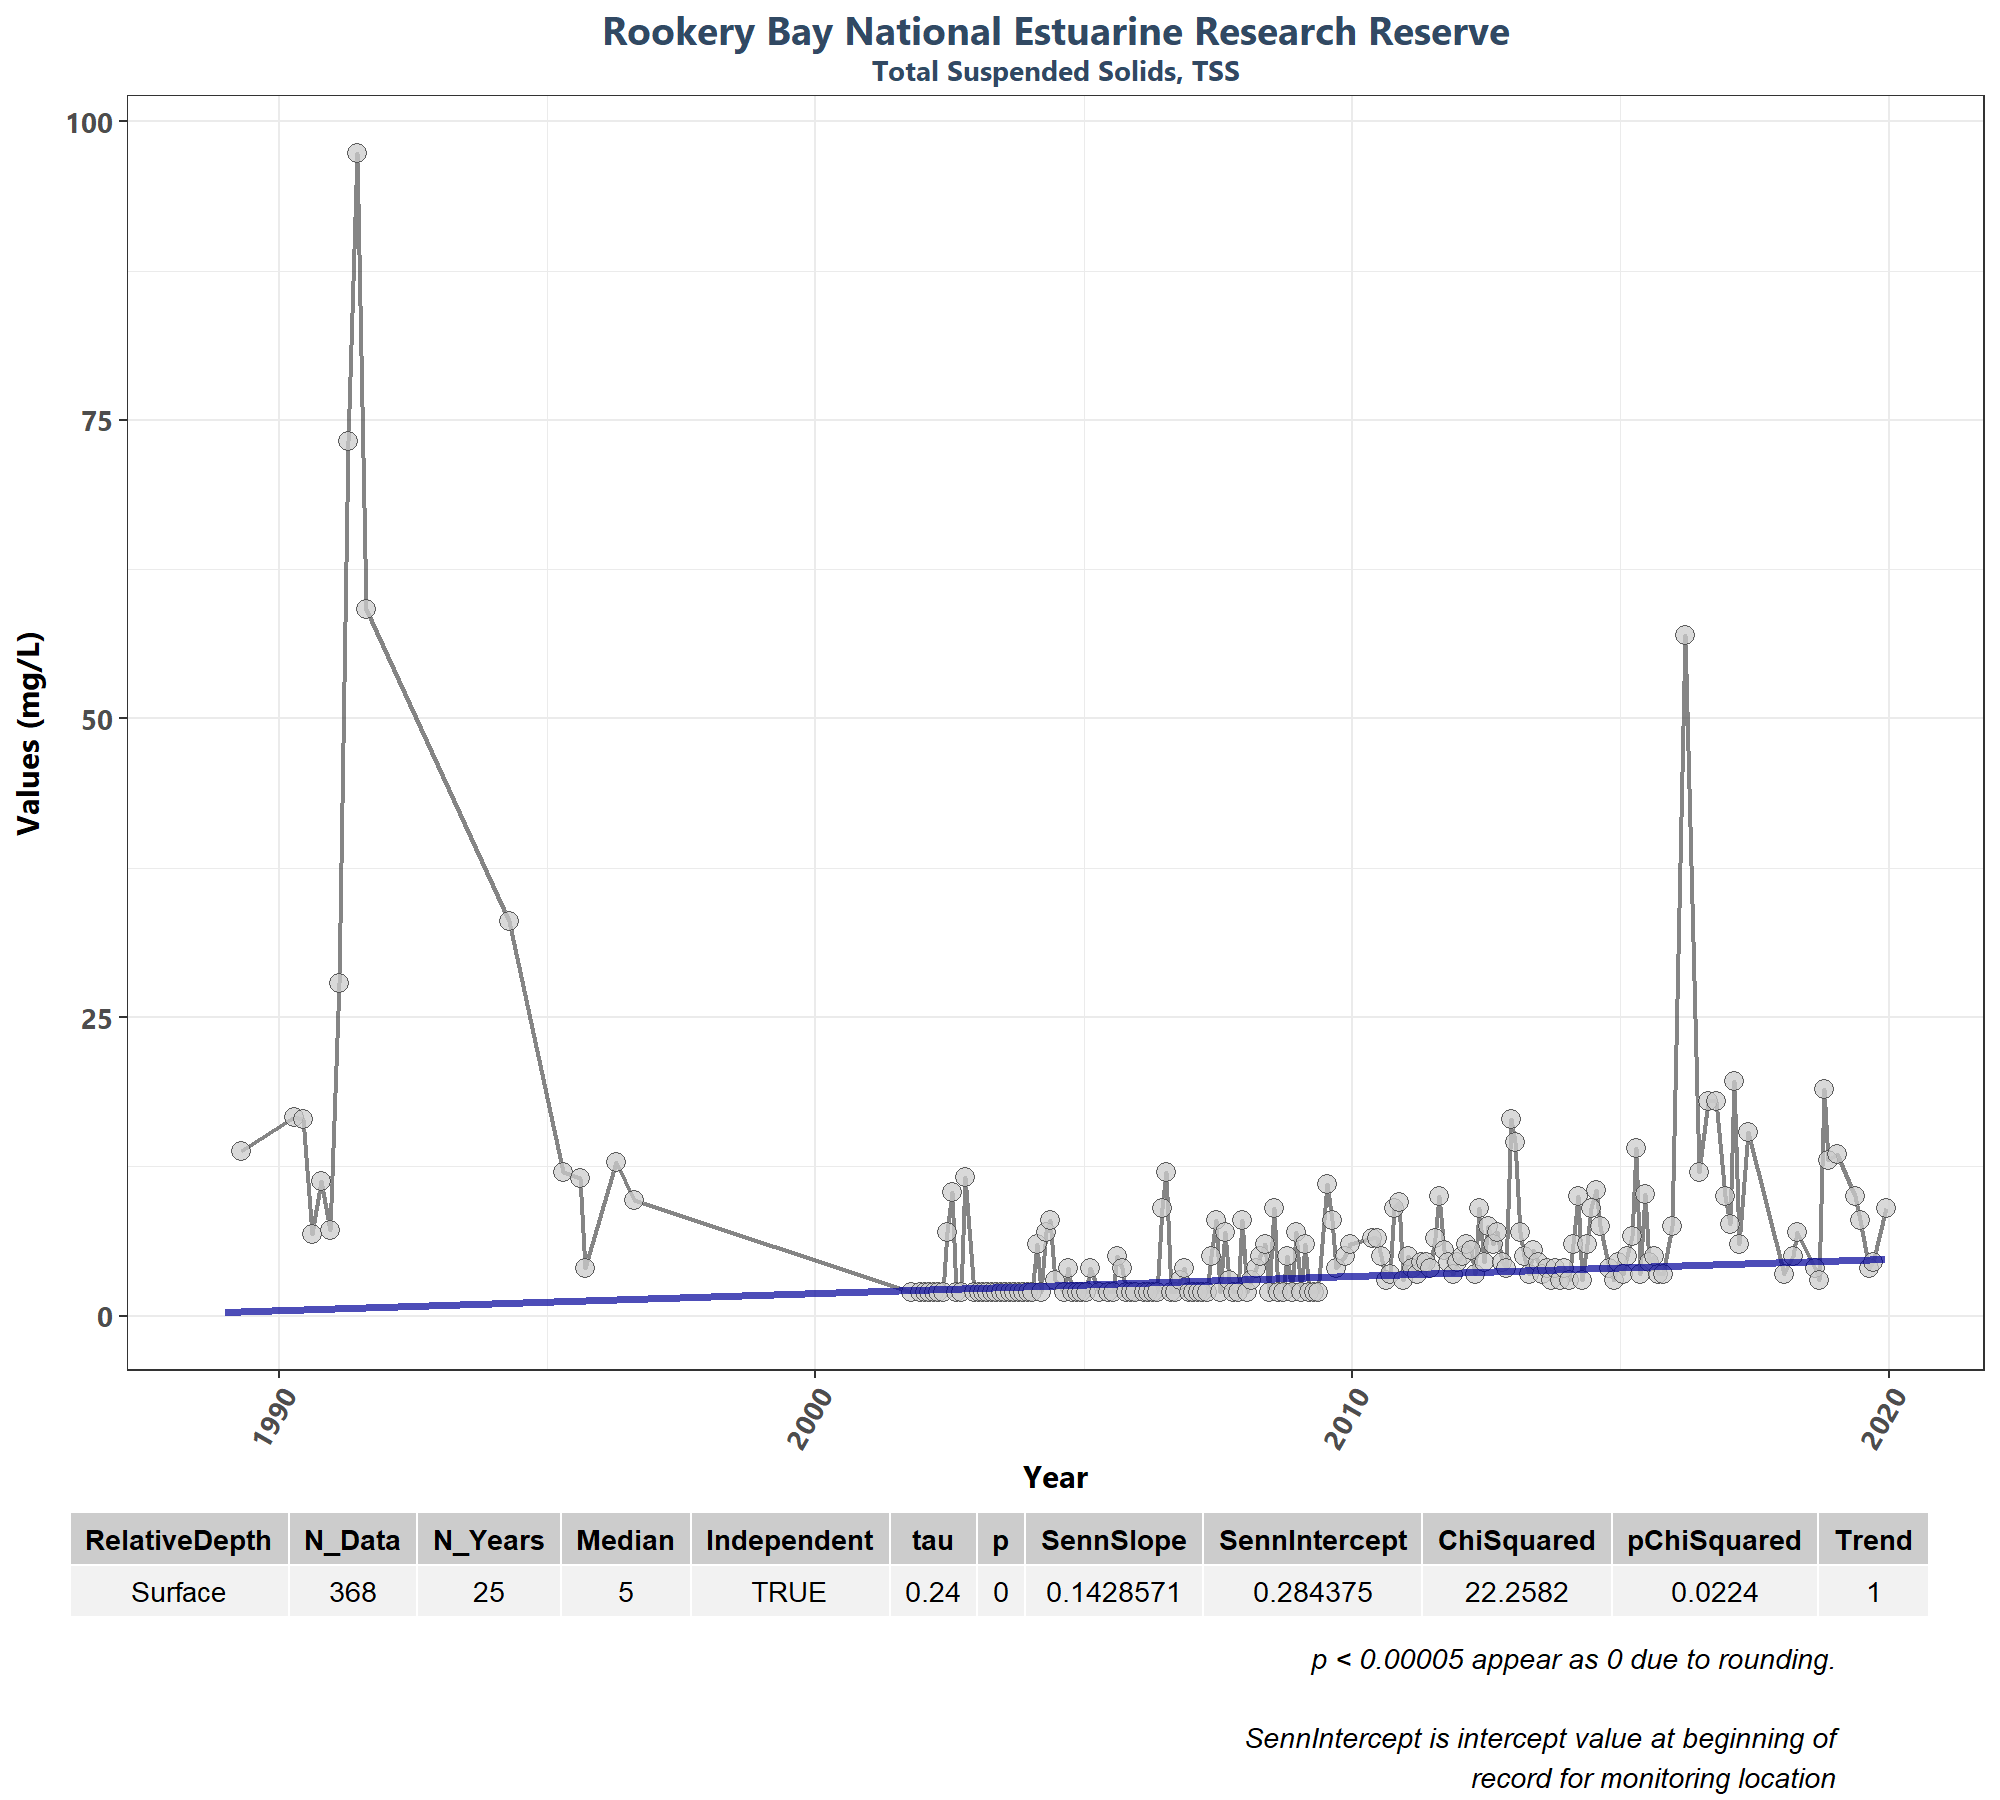 Rookery Bay National Estuarine Research Reserve
Total Suspended Solids, TSS
100
75
50
25
0
Values (mg/L)
1990
2000
2010
2020
Year
RelativeDepth N_Data N_Years Median Independent tau p SennSlope SennIntercept ChiSquared pChiSquared Trend
Surface 368 25 5 TRUE 0.24 0 0.1428571 0.284375 22.2582 0.0224 1
p < 0.00005 appear as 0 due to rounding.
SennIntercept is intercept value at beginning of
record for monitoring location